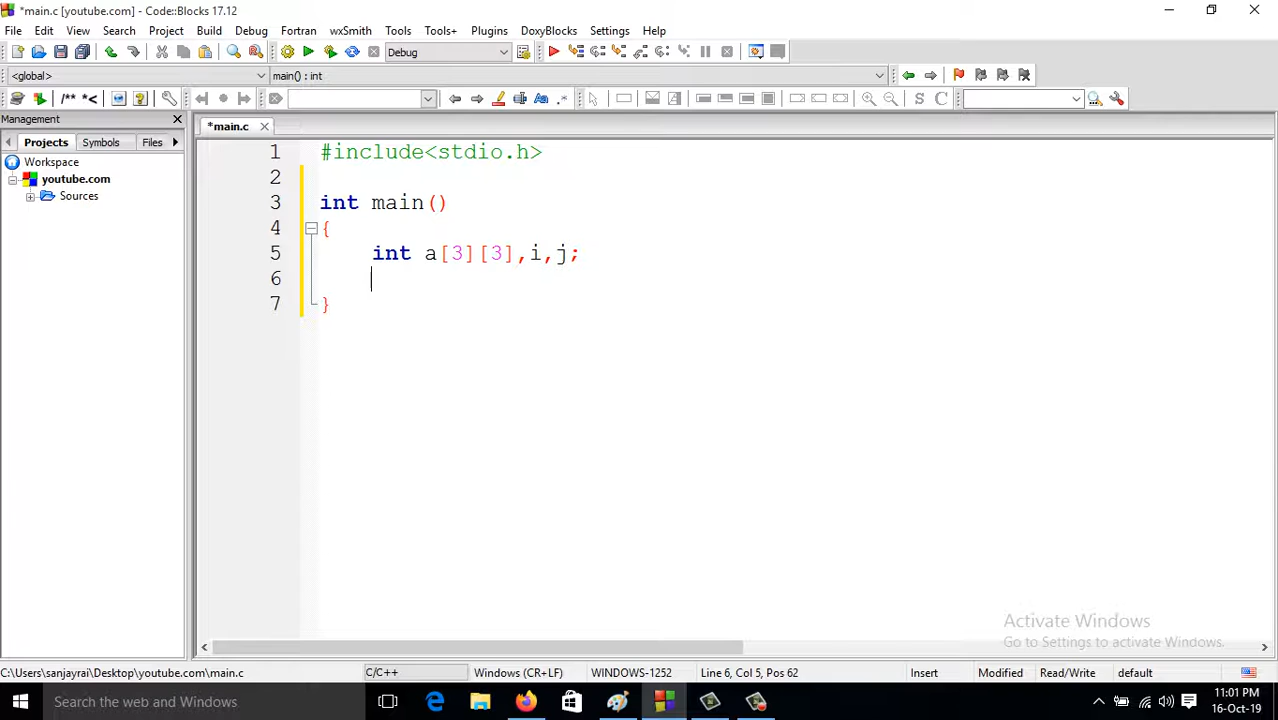 *main.c [youtube.com] - Code::Blocks 17.12
File Edit View Search Project Build Debug Fortran wxSmith Tools Tools+ Plugins DoxyBlocks Settings Help
Debug
<global> main() : int
/** *< Aa .* S C
Management
*main.c
Projects Symbols Files
Workspace
youtube.com
Sources
1 #include<stdio.h>
2
3 int main()
4 {
5 int a[3][3],i,j;
6
7 }
Activate Windows
Go to Settings to activate Windows.
C:\Users\sanjayrai\Desktop\youtube.com\main.c C/C++ Windows (CR+LF) WINDOWS-1252 Line 6, Col 5, Pos 62 Insert Modified Read/Write default
Search the web and Windows
11:01 PM
16-Oct-19